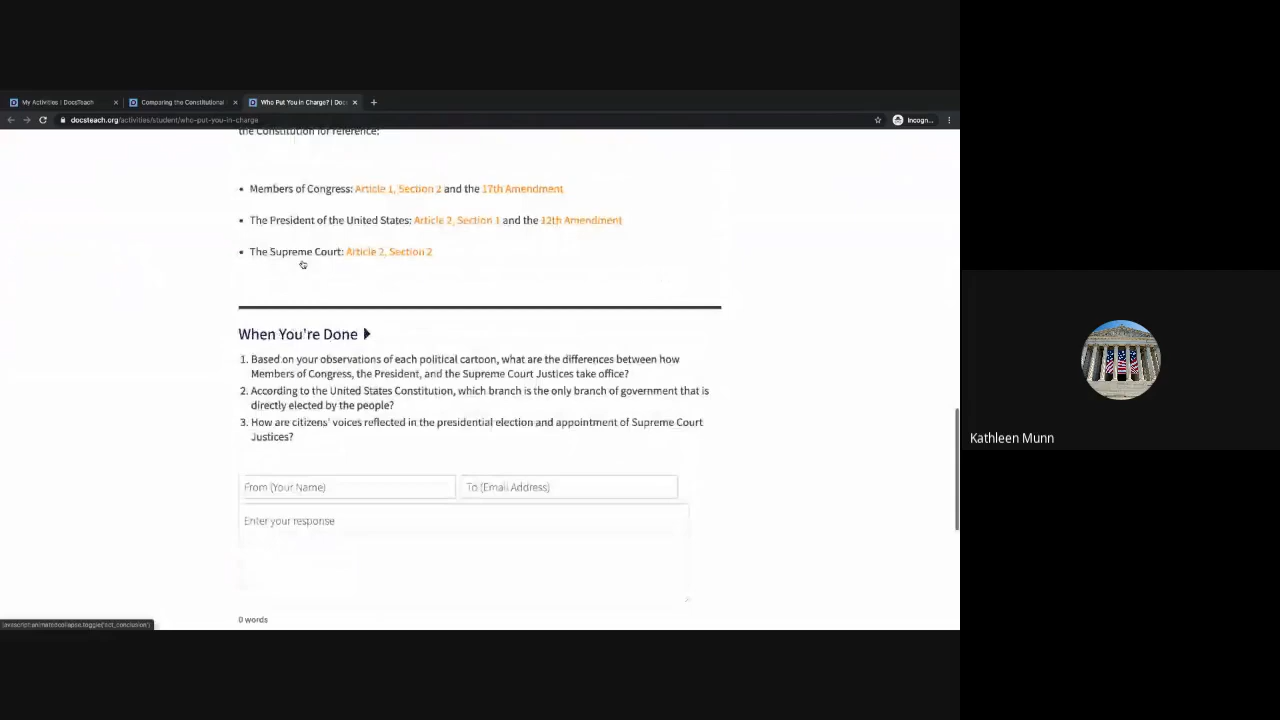 My Activities | DocsTeach
Comparing the Constitutional
Who Put You in Charge? | Doc
docsteach.org/activities/student/who-put-you-in-charge
Incogn...
the Constitution for reference:
• Members of Congress: Article 1, Section 2 and the 17th Amendment
• The President of the United States: Article 2, Section 1 and the 12th Amendment
• The Supreme Court: Article 2, Section 2
When You're Done
1. Based on your observations of each political cartoon, what are the differences between how
Members of Congress, the President, and the Supreme Court Justices take office?
2. According to the United States Constitution, which branch is the only branch of government that is
directly elected by the people?
3. How are citizens' voices reflected in the presidential election and appointment of Supreme Court
Justices?
From (Your Name)
To (Email Address)
Enter your response
0 words
javascript:animatedcollapse.toggle('act_conclusion')
Kathleen Munn